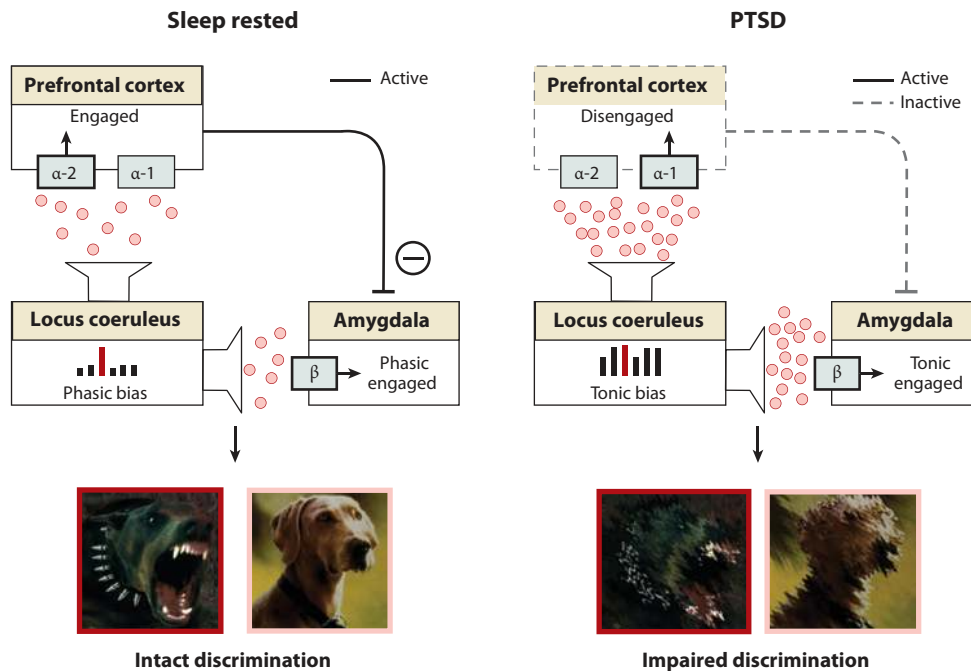 Sleep rested
Prefrontal cortex
Engaged
α-2
α-1
Active
Locus coeruleus
Phasic bias
Amygdala
β
Phasic
engaged
Intact discrimination
PTSD
Prefrontal cortex
Disengaged
α-2
α-1
Active
Inactive
Locus coeruleus
Tonic bias
Amygdala
β
Tonic
engaged
Impaired discrimination